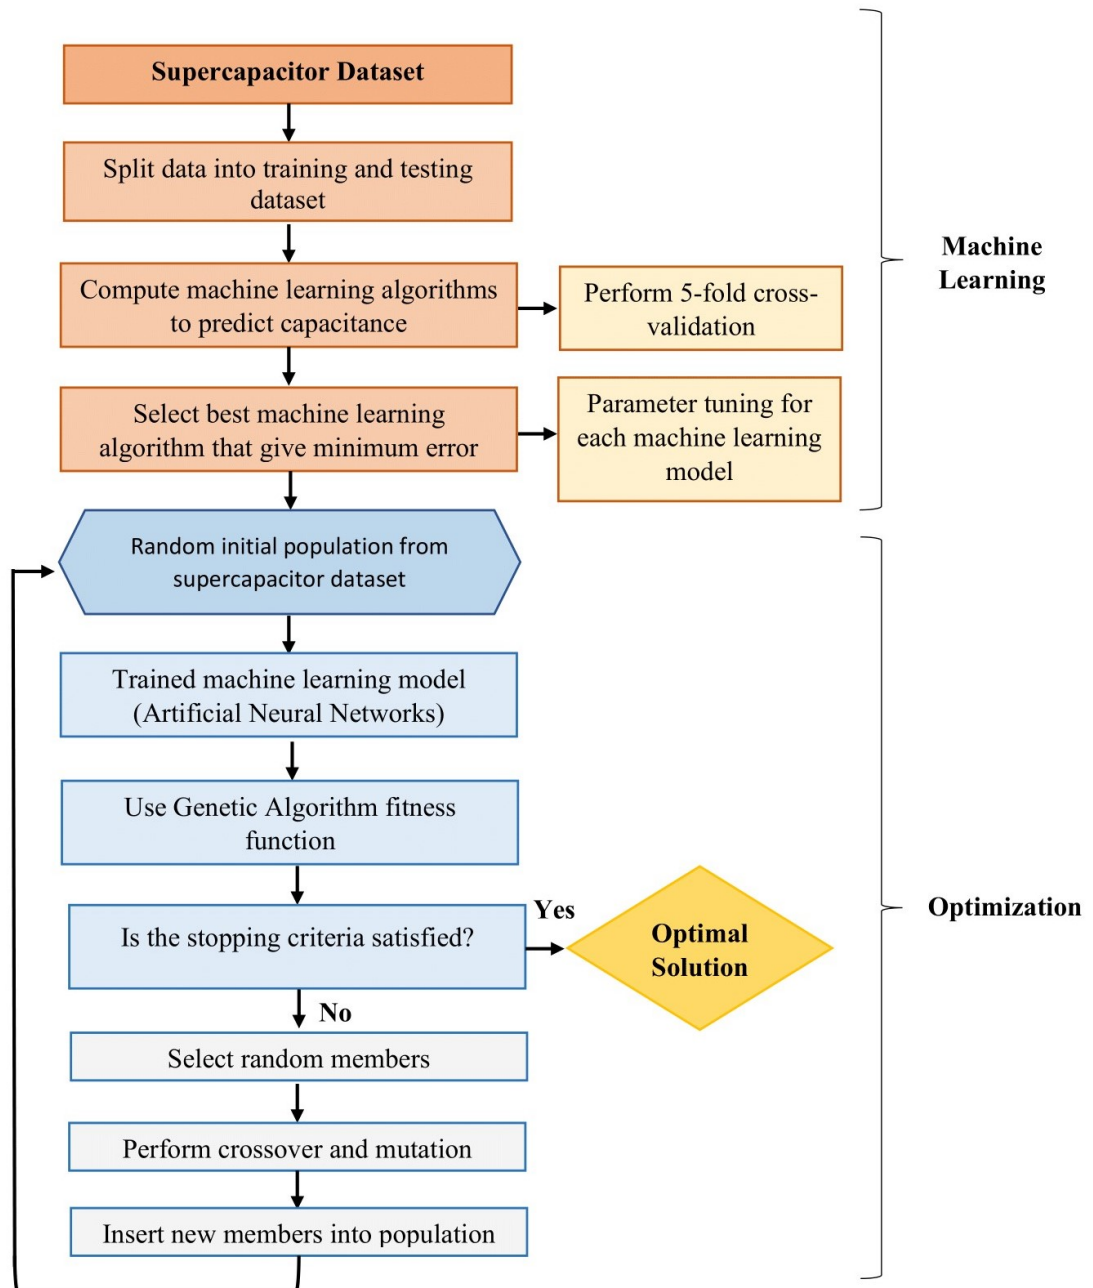 Supercapacitor Dataset
Split data into training and testing
dataset
Compute machine learning algorithms
to predict capacitance
Perform 5-fold cross-
validation
Machine
Learning
Select best machine learning
algorithm that give minimum error
Parameter tuning for
each machine learning
model
Random initial population from
supercapacitor dataset
Trained machine learning model
(Artificial Neural Networks)
Use Genetic Algorithm fitness
function
Is the stopping criteria satisfied?
Yes
Optimal
Solution
Optimization
No
Select random members
Perform crossover and mutation
Insert new members into population